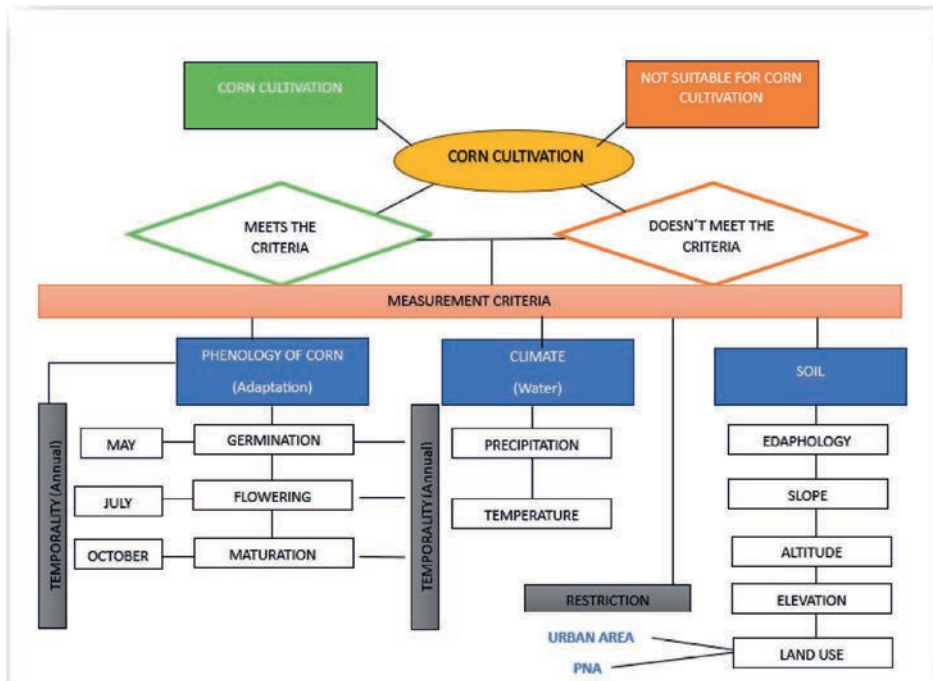 CORN CULTIVATION
NOT SUITABLE FOR CORN
CULTIVATION
CORN CULTIVATION
MEETS THE
CRITERIA
DOESN´T MEET THE
CRITERIA
MEASUREMENT CRITERIA
PHENOLOGY OF CORN
(Adaptation)
CLIMATE
(Water)
SOIL
TEMPORALITY (Annual)
MAY
GERMINATION
JULY
FLOWERING
OCTOBER
MATURATION
TEMPORALITY (Annual)
PRECIPITATION
TEMPERATURE
EDAPHOLOGY
SLOPE
ALTITUDE
ELEVATION
LAND USE
RESTRICTION
URBAN AREA
PNA